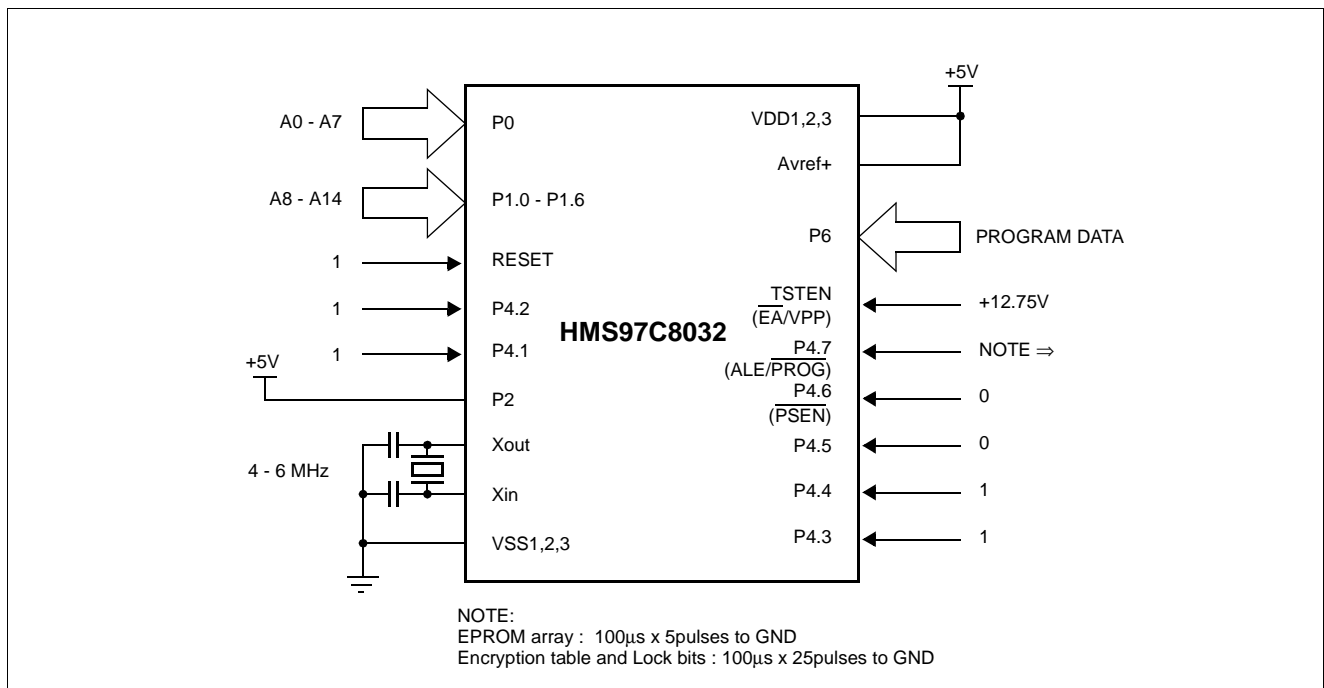 +5V
A0 - A7
P0
VDD1,2,3
Avref+
A8 - A14
P1.0 - P1.6
P6
PROGRAM DATA
1
RESET
TSTEN
(EA/VPP)
+12.75V
1
P4.2
HMS97C8032
1
P4.1
P4.7
(ALE/PROG)
NOTE ⇒
+5V
P2
P4.6
(PSEN)
0
Xout
P4.5
0
4 - 6 MHz
Xin
P4.4
1
VSS1,2,3
P4.3
1
NOTE:
EPROM array : 100μs x 5pulses to GND
Encryption table and Lock bits : 100μs x 25pulses to GND